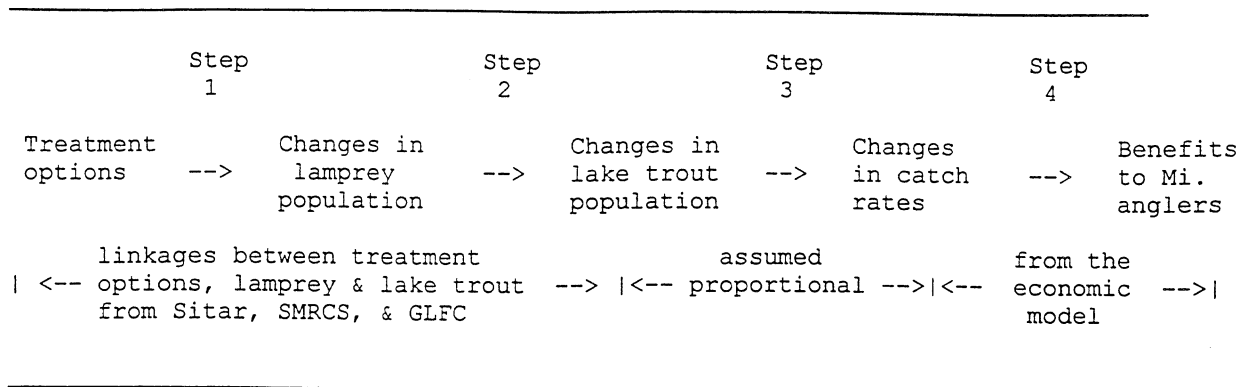 Step Step Step Step
1 2 3 4
Treatment Changes in Changes in Changes Benefits
options --> lamprey --> lake trout --> in catch --> to Mi.
population population rates anglers
linkages between treatment assumed from the
| <-- options, lamprey & lake trout --> |<-- proportional -->|<-- economic -->|
from Sitar, SMRCS, & GLFC model